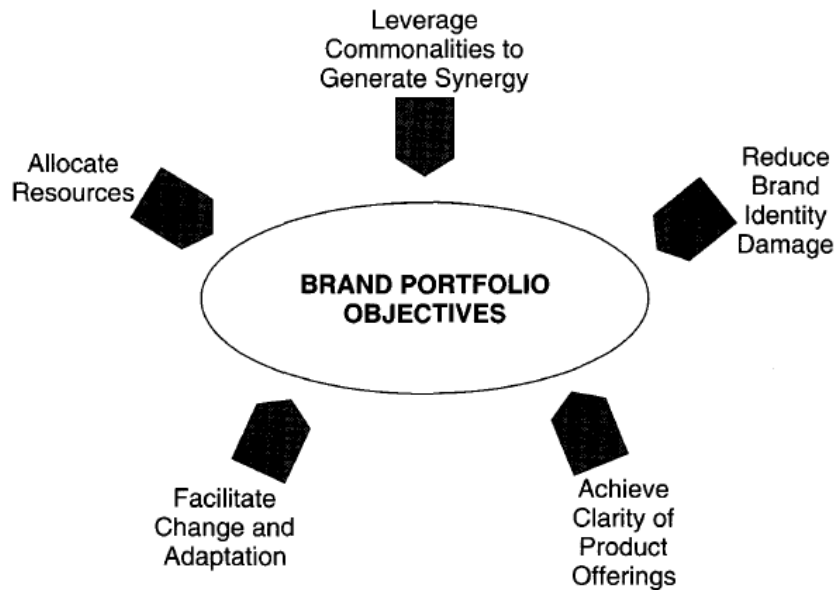 Leverage
Commonalities to
Generate Synergy
Allocate
Resources
Reduce
Brand
Identity
Damage
BRAND PORTFOLIO
OBJECTIVES
Facilitate
Change and
Adaptation
Achieve
Clarity of
Product
Offerings